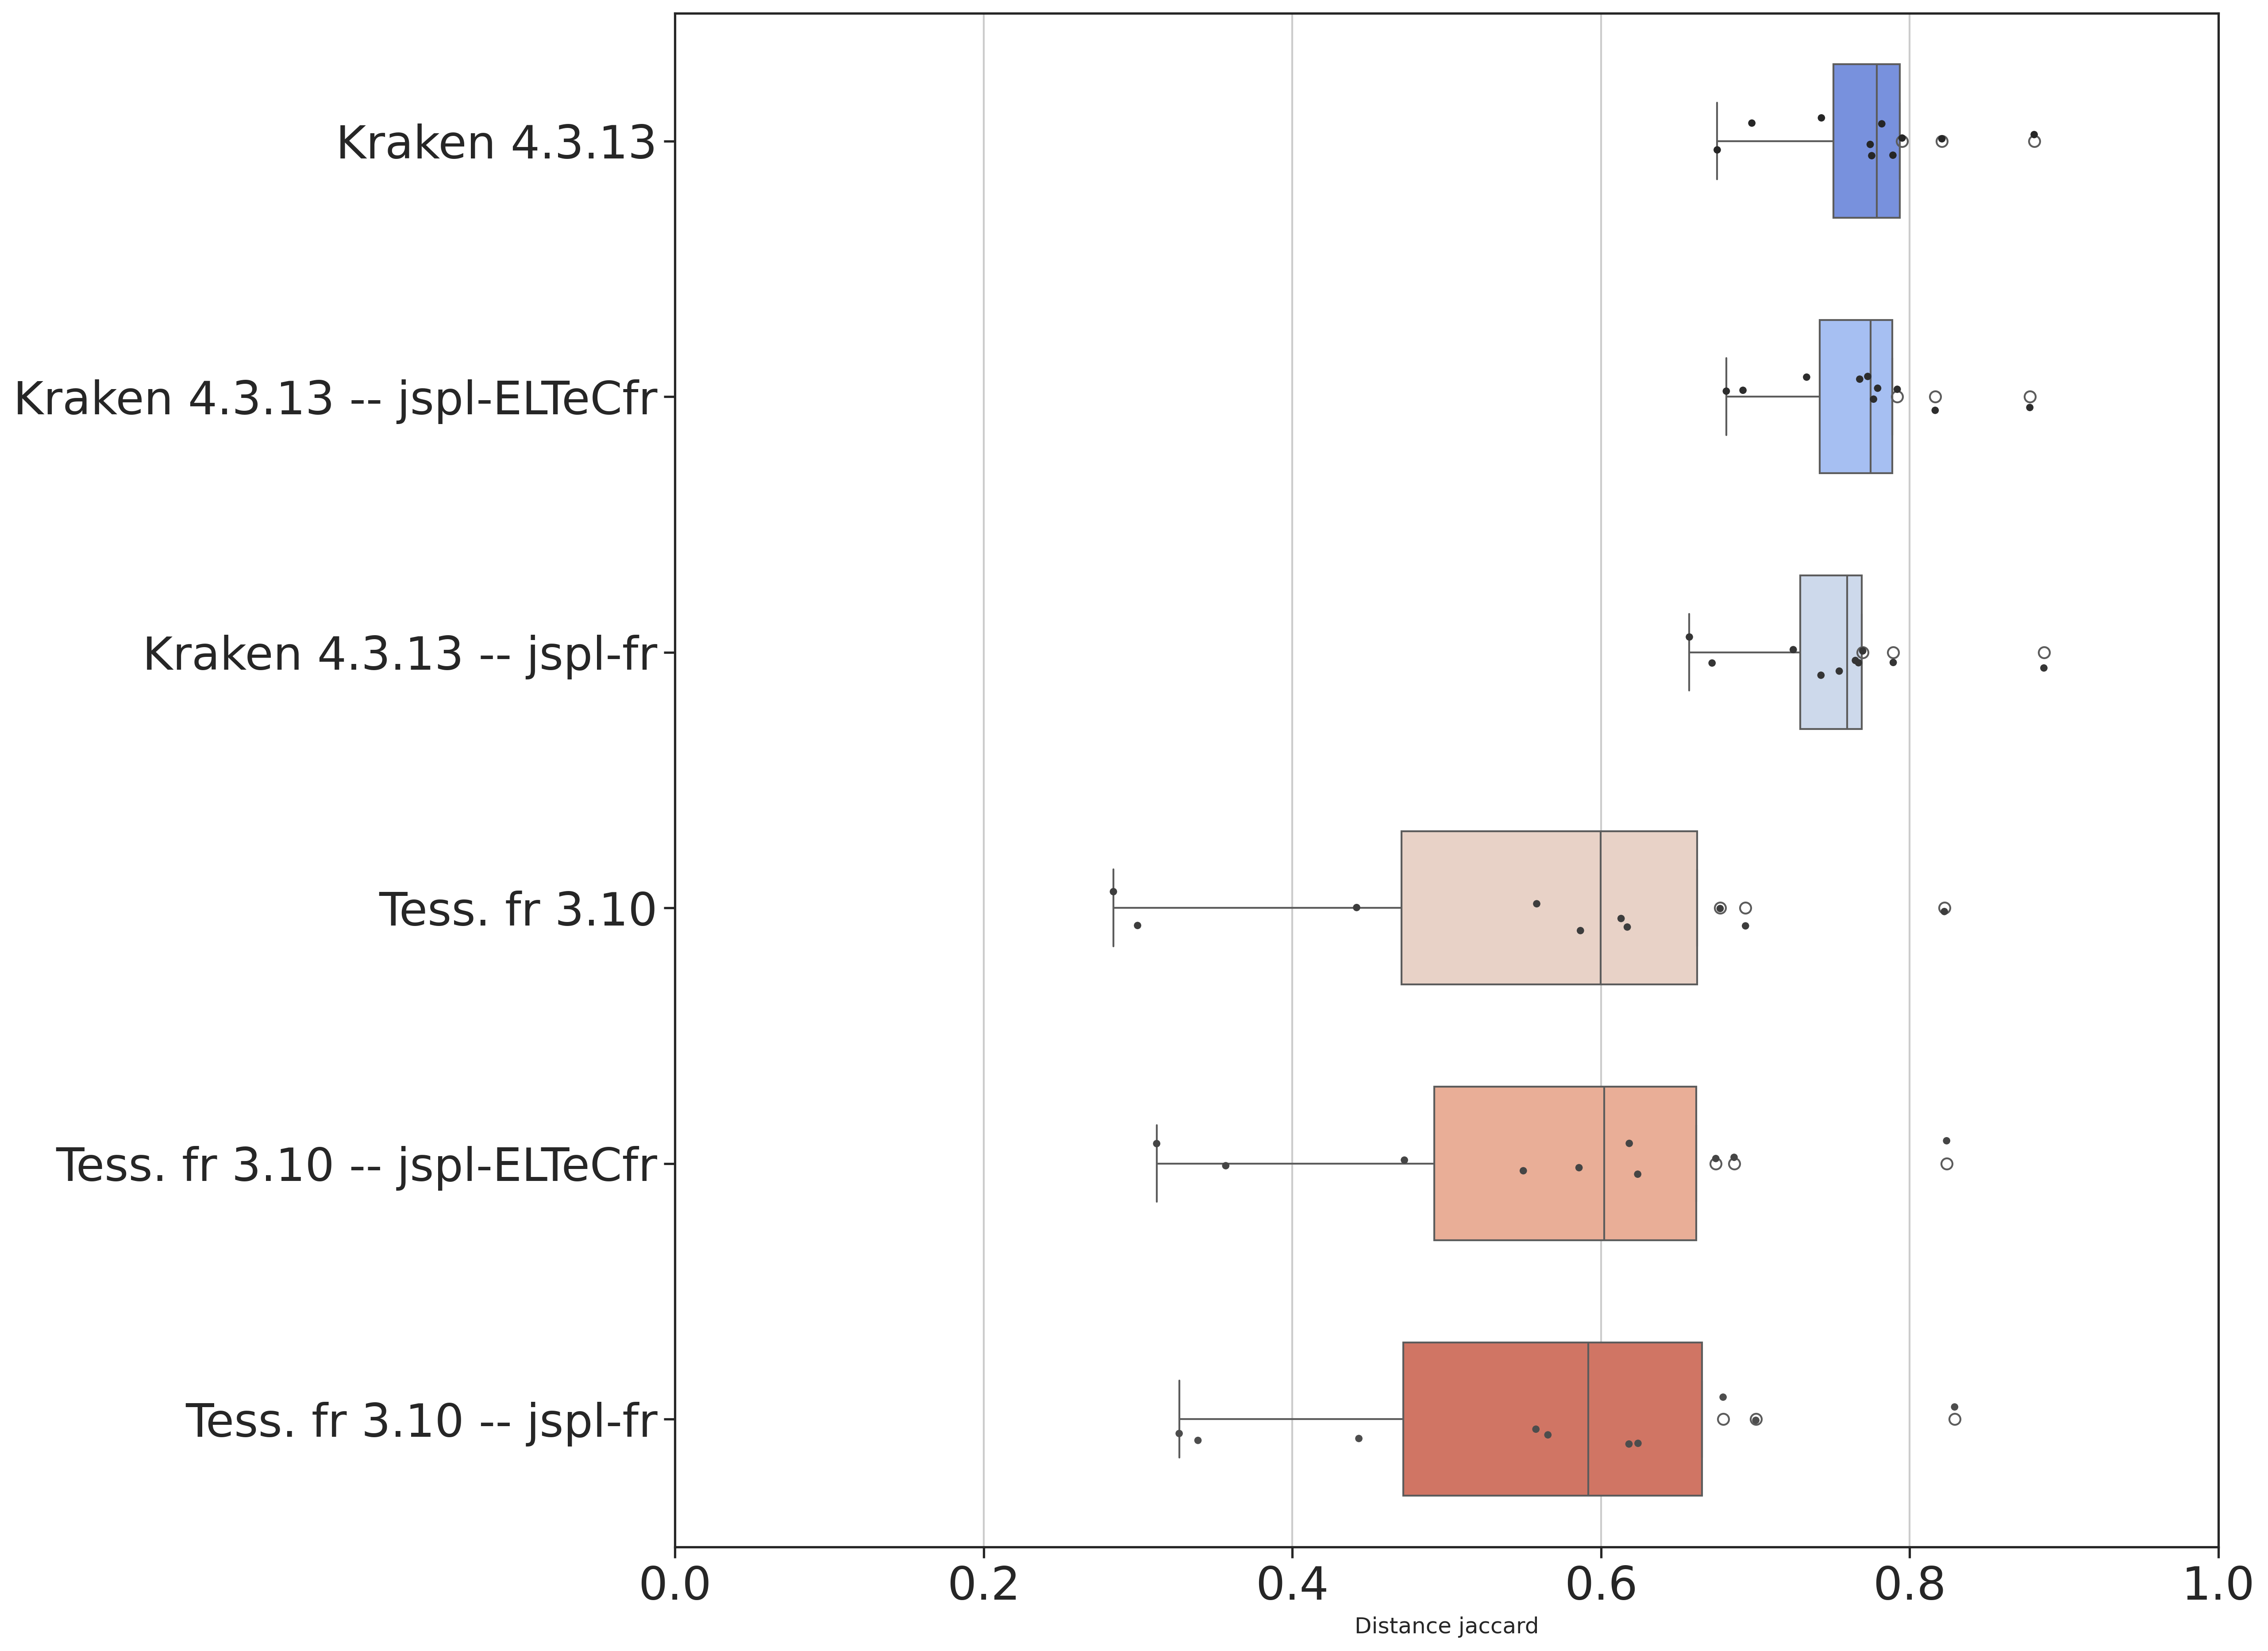 Kraken 4.3.13
Kraken 4.3.13 -- jspl-ELTeCfr
Kraken 4.3.13 -- jspl-fr
Tess. fr 3.10
Tess. fr 3.10 -- jspl-ELTeCfr
Tess. fr 3.10 -- jspl-fr
0.0 0.2 0.4 0.6 0.8 1.0
Distance jaccard